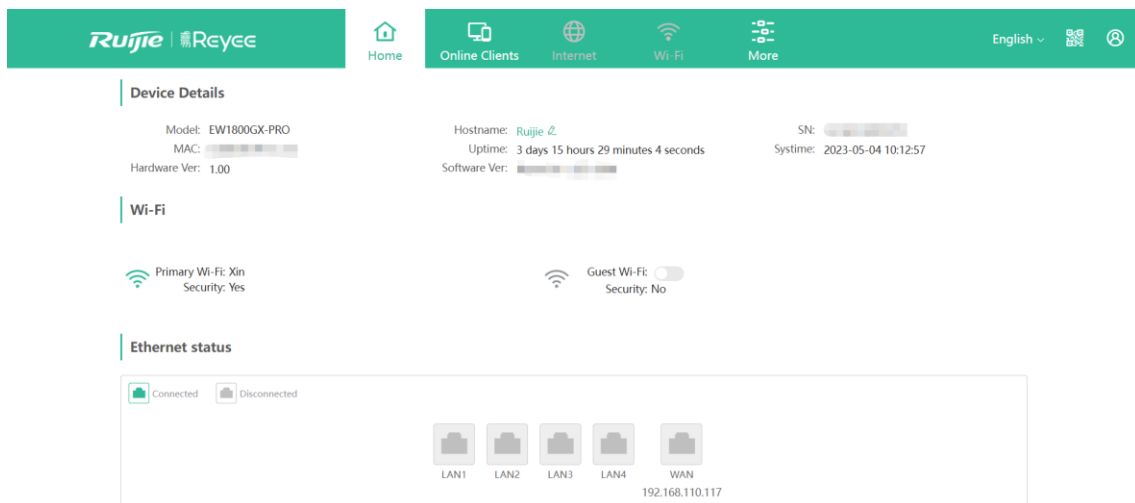 Ruijie Reyee
Home
Online Clients
Internet
Wi-Fi
More
English
Device Details
Model: EW1800GX-PRO
Hostname: Ruijie
SN:
MAC:
Uptime: 3 days 15 hours 29 minutes 4 seconds
Systime: 2023-05-04 10:12:57
Hardware Ver: 1.00
Software Ver:
Wi-Fi
Primary Wi-Fi: Xin
Security: Yes
Guest Wi-Fi:
Security: No
Ethernet status
Connected
Disconnected
LAN1
LAN2
LAN3
LAN4
WAN
192.168.110.117